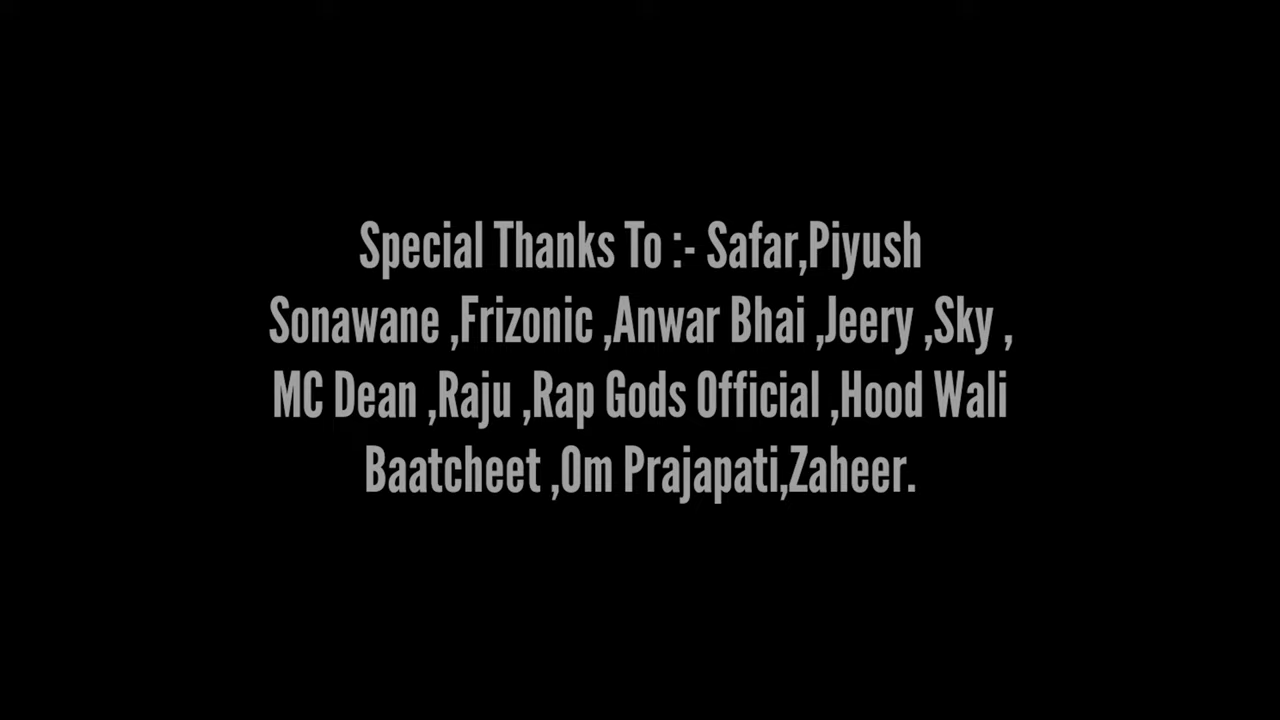 Special Thanks To :- Safar,Piyush
Sonawane ,Frizonic ,Anwar Bhai ,Jeery ,Sky ,
MC Dean ,Raju ,Rap Gods Official ,Hood Wali
Baatcheet ,Om Prajapati,Zaheer.